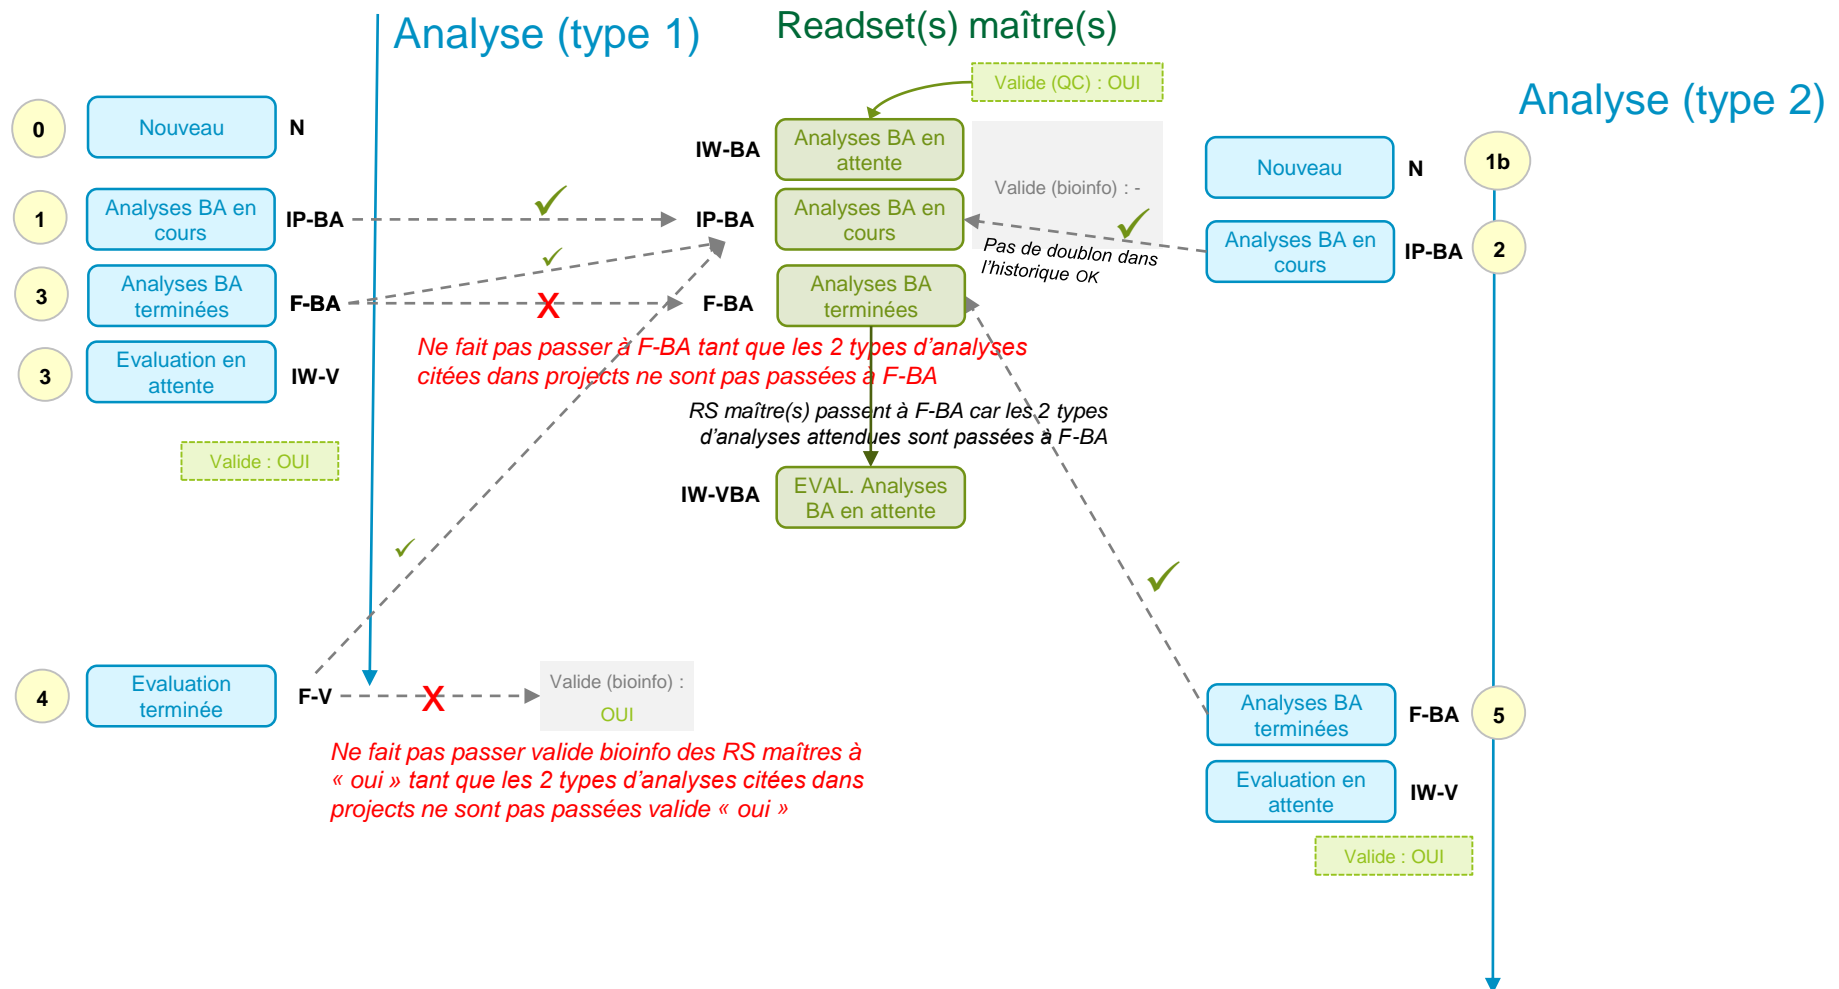 Analyse (type 1)
Readset(s) maître(s)
Analyse (type 2)
Valide (QC) : OUI
0
Nouveau
N
1
Analyses BA en
cours
IP-BA
3
Analyses BA
terminées
F-BA
3
Evaluation en
attente
IW-V
Valide : OUI
4
Evaluation
terminée
F-V
X
Valide (bioinfo) :
OUI
Ne fait pas passer valide bioinfo des RS maîtres à
« oui » tant que les 2 types d’analyses citées dans
projects ne sont pas passées valide « oui »
IW-BA
Analyses BA en
attente
Valide (bioinfo) : -
IP-BA
Analyses BA en
cours
Pas de doublon dans
l’historique OK
X
F-BA
Analyses BA
terminées
Ne fait pas passer à F-BA tant que les 2 types d’analyses
citées dans projects ne sont pas passées à F-BA
RS maître(s) passent à F-BA car les 2 types
d’analyses attendues sont passées à F-BA
IW-VBA
EVAL. Analyses
BA en attente
Nouveau
N
1b
Analyses BA en
cours
IP-BA
2
Analyses BA
terminées
F-BA
5
Evaluation en
attente
IW-V
Valide : OUI